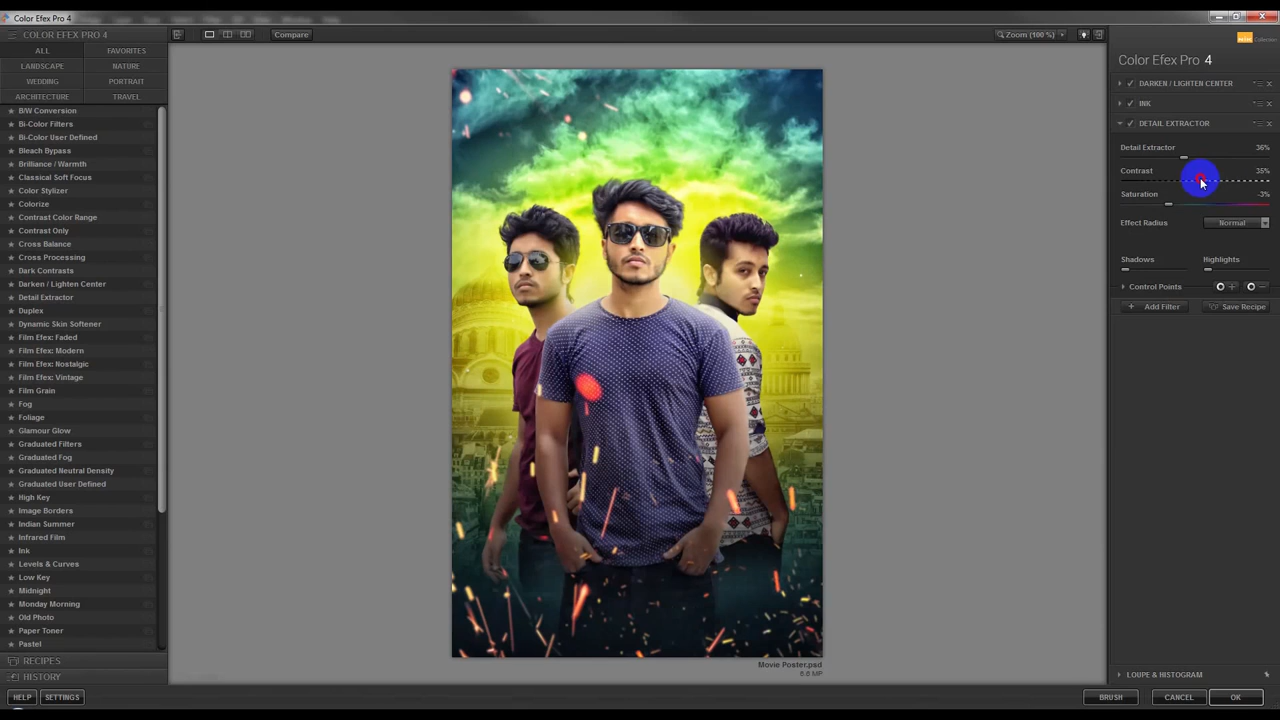 Color Efex Pro 4
COLOR EFEX PRO 4
ALL FAVORITES
LANDSCAPE NATURE
WEDDING PORTRAIT
ARCHITECTURE TRAVEL
B/W Conversion
Bi-Color Filters
Bi-Color User Defined
Bleach Bypass
Brilliance / Warmth
Classical Soft Focus
Color Stylizer
Colorize
Contrast Color Range
Contrast Only
Cross Balance
Cross Processing
Dark Contrasts
Darken / Lighten Center
Detail Extractor
Duplex
Dynamic Skin Softener
Film Efex: Faded
Film Efex: Modern
Film Efex: Nostalgic
Film Efex: Vintage
Film Grain
Fog
Foliage
Glamour Glow
Graduated Filters
Graduated Fog
Graduated Neutral Density
Graduated User Defined
High Key
Image Borders
Indian Summer
Infrared Film
Ink
Levels & Curves
Low Key
Midnight
Monday Morning
Old Photo
Paper Toner
Pastel
RECIPES
HISTORY
HELP SETTINGS
Compare
Zoom (100 %)
Movie Poster.psd
6.6 MP
Color Efex Pro 4
DARKEN / LIGHTEN CENTER
INK
DETAIL EXTRACTOR
Detail Extractor 36%
Contrast 35%
Saturation -3%
Effect Radius Normal
Shadows Highlights
Control Points
Add Filter Save Recipe
LOUPE & HISTOGRAM
BRUSH CANCEL OK